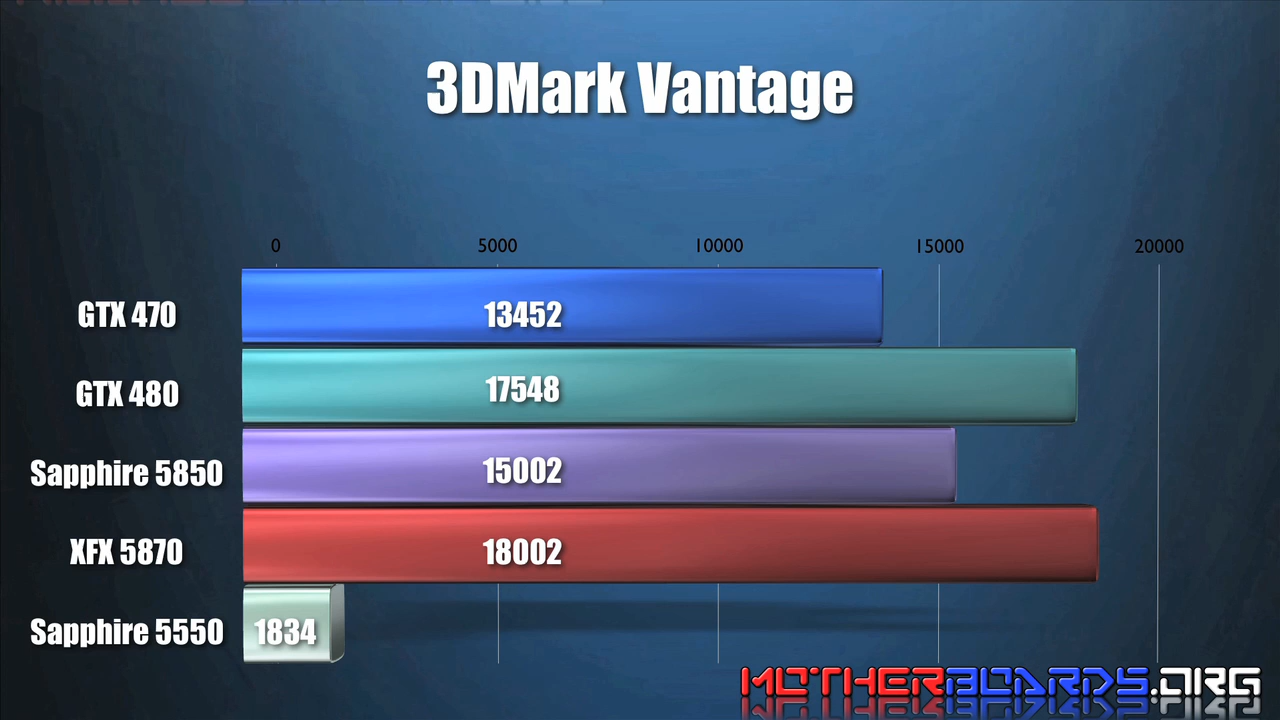 3DMark Vantage
0 5000 10000 15000 20000
GTX 470 13452
GTX 480 17548
Sapphire 5850 15002
XFX 5870 18002
Sapphire 5550 1834
MOTHERBOARDS.ORG